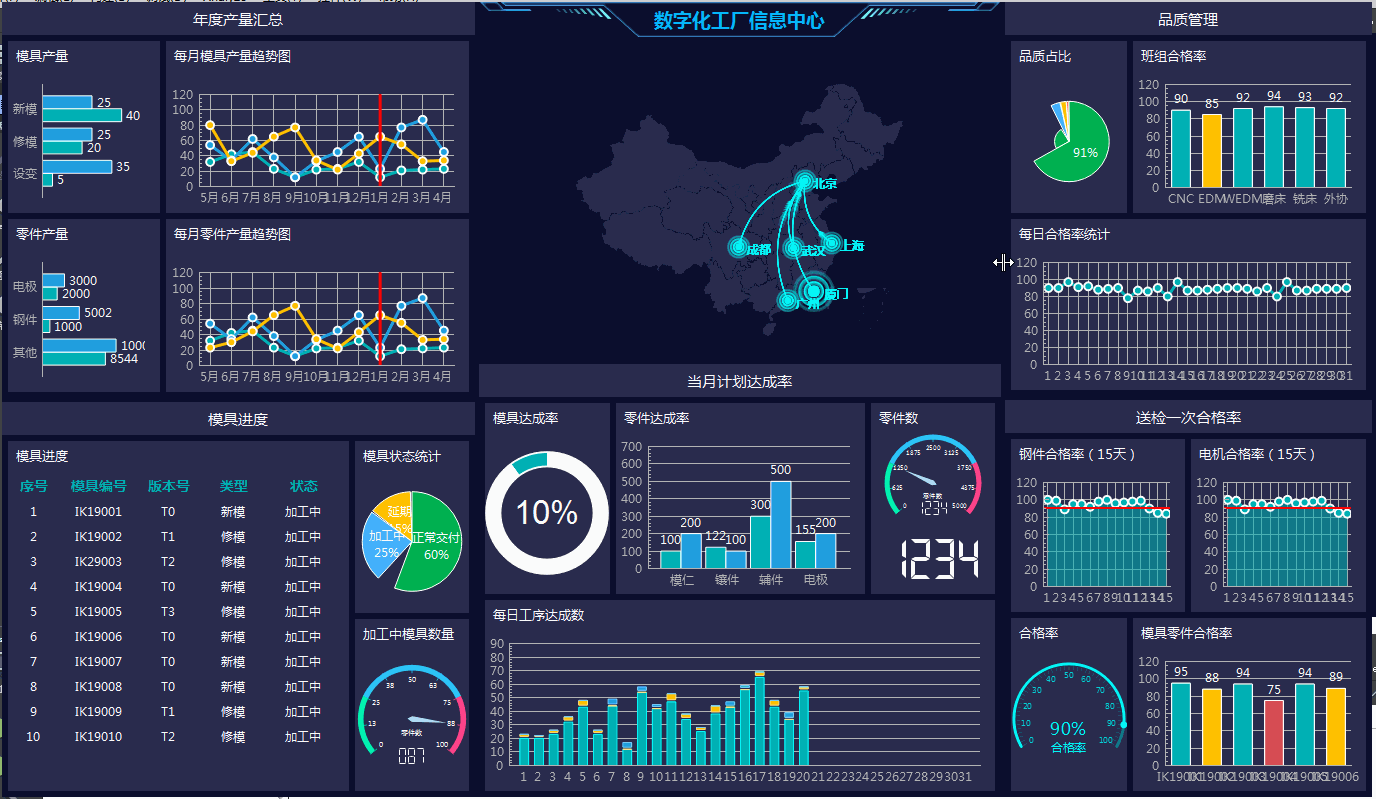 年度产量汇总
模具产量
新模
25
40
修模
25
20
设变
35
5
每月模具产量趋势图
120
100
80
60
40
20
0
5月 6月 7月 8月 9月 10月 11月 12月 1月 2月 3月 4月
零件产量
电极
3000
2000
钢件
5002
1000
其他
8544
每月零件产量趋势图
120
100
80
60
40
20
0
5月 6月 7月 8月 9月 10月 11月 12月 1月 2月 3月 4月
模具进度
模具进度
序号 模具编号 版本号 类型 状态
1 IK19001 T0 新模 加工中
2 IK19002 T1 修模 加工中
3 IK29003 T2 修模 加工中
4 IK19004 T0 新模 加工中
5 IK19005 T3 修模 加工中
6 IK19006 T0 新模 加工中
7 IK19007 T0 新模 加工中
8 IK19008 T0 新模 加工中
9 IK19009 T1 修模 加工中
10 IK19010 T2 修模 加工中
模具状态统计
延期
加工中
25%
正常交付
60%
加工中模具数量
0 13 25 38 50 63 75 88 100
零件数
087
数字化工厂信息中心
北京
成都
武汉
上海
厦门
广州
当月计划达成率
模具达成率
10%
零件达成率
700
600
500
400
300
200
100
0
100 200 122 100 300 500 155 200
模仁 镶件 辅件 电极
零件数
0 625 1250 1875 2500 3125 3750 4375 5000
零件数
1234
1234
每日工序达成数
90
80
70
60
50
40
30
20
10
0
1 2 3 4 5 6 7 8 9 10 11 12 13 14 15 16 17 18 19 20 21 22 23 24 25 26 27 28 29 30 31
品质管理
品质占比
91%
班组合格率
120
100
80
60
40
20
0
90 85 92 94 93 92
CNC EDM WEDM 磨床 铣床 外协
每日合格率统计
120
100
80
60
40
20
0
1 2 3 4 5 6 7 8 9 10 11 12 13 14 15 16 17 18 19 20 21 22 23 24 25 26 27 28 29 30 31
送检一次合格率
钢件合格率（15天）
120
100
80
60
40
20
0
1 2 3 4 5 6 7 8 9 10 11 12 13 14 15
电机合格率（15天）
120
100
80
60
40
20
0
1 2 3 4 5 6 7 8 9 10 11 12 13 14 15
合格率
0 10 20 30 40 50 60 70 80 90 100
90%
合格率
模具零件合格率
120
100
80
60
40
20
0
95 88 94 75 94 89
IK19001 IK19002 IK19003 IK19004 IK19005 IK19006